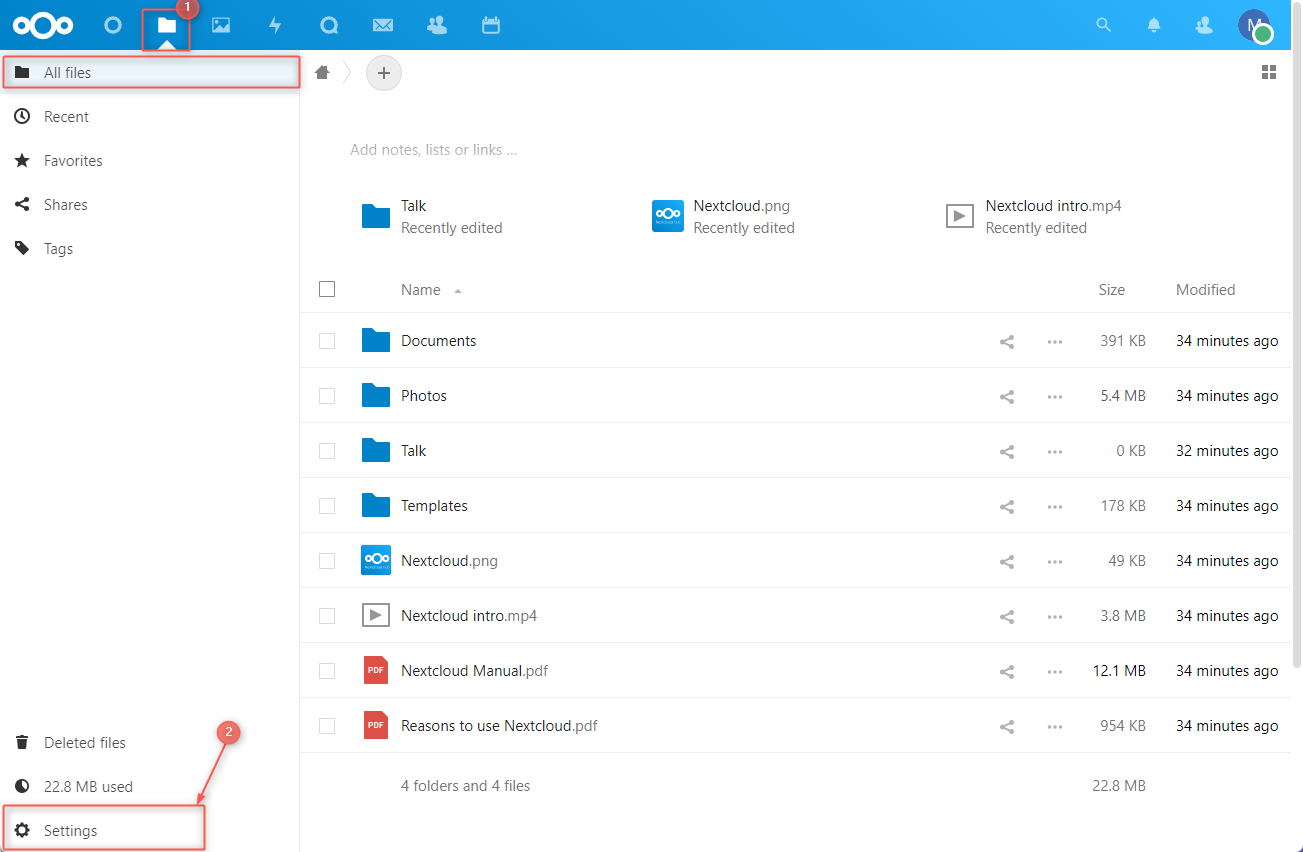 1
M
All files
Recent
Favorites
Shares
Tags
Add notes, lists or links ...
Talk
Recently edited
Nextcloud.png
Recently edited
Nextcloud intro.mp4
Recently edited
Name Size Modified
Documents 391 KB 34 minutes ago
Photos 5.4 MB 34 minutes ago
Talk 0 KB 32 minutes ago
Templates 178 KB 34 minutes ago
Nextcloud.png 49 KB 34 minutes ago
Nextcloud intro.mp4 3.8 MB 34 minutes ago
PDF Nextcloud Manual.pdf 12.1 MB 34 minutes ago
PDF Reasons to use Nextcloud.pdf 954 KB 34 minutes ago
4 folders and 4 files 22.8 MB
2
Deleted files
22.8 MB used
Settings